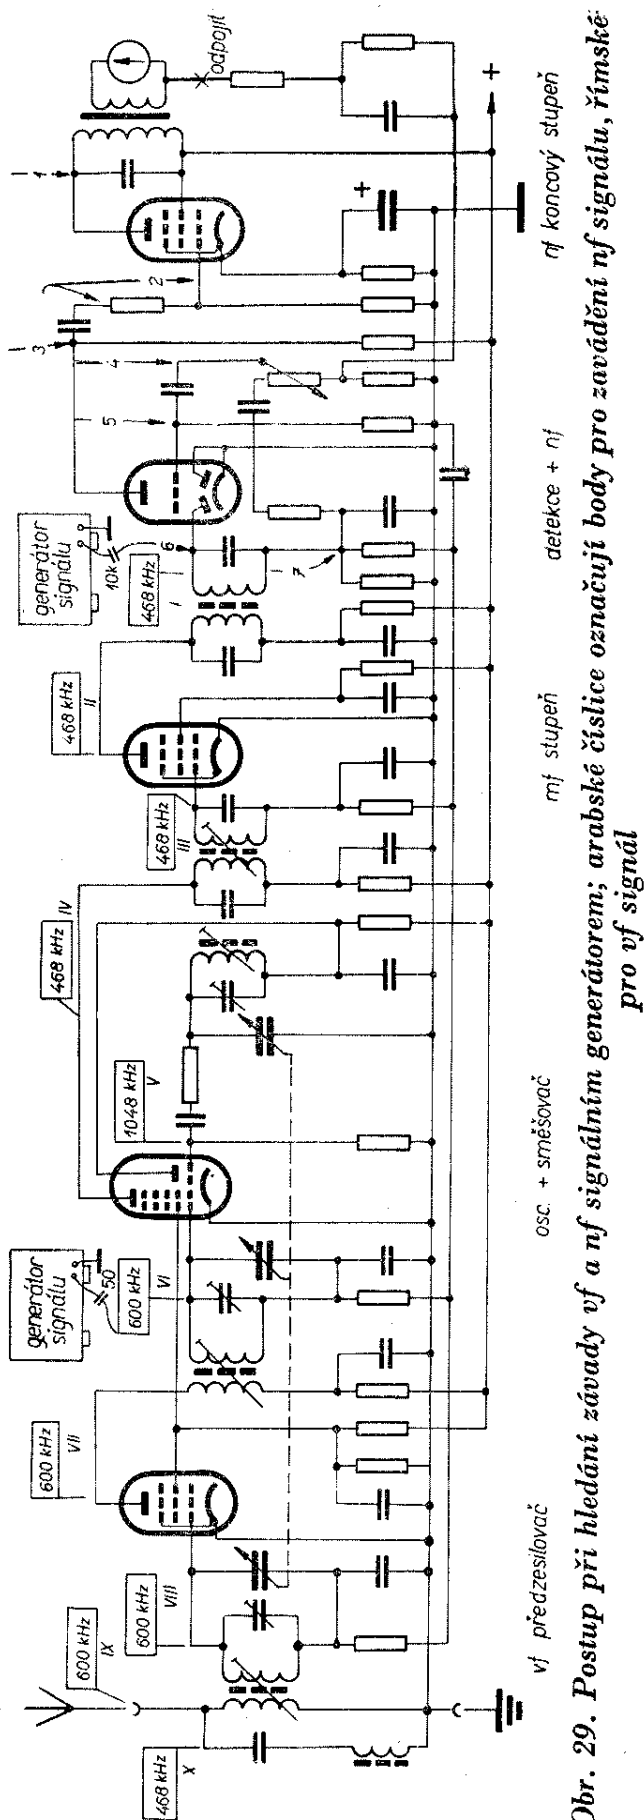 468 kHz
X
600 kHz
IX
600 kHz
VIII
600 kHz
VII
generátor
signálu
50
600 kHz
VI
1048 kHz
V
468 kHz
IV
468 kHz
III
468 kHz
II
generátor
signálu
10k
468 kHz
I
6
7
5
4
3
2
1
odpojit
+
+
vf předzesilovač
osc. + směšovač
mf stupeň
detekce + nf
nf koncový stupeň
Obr. 29. Postup při hledání závady vf a nf signálním generátorem; arabské číslice označují body pro zavádění nf signálu, římské
pro vf signál